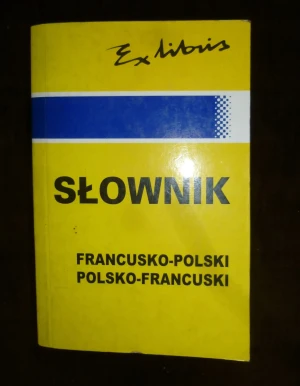 Ex libris
SŁOWNIK
FRANCUSKO-POLSKI
POLSKO-FRANCUSKI